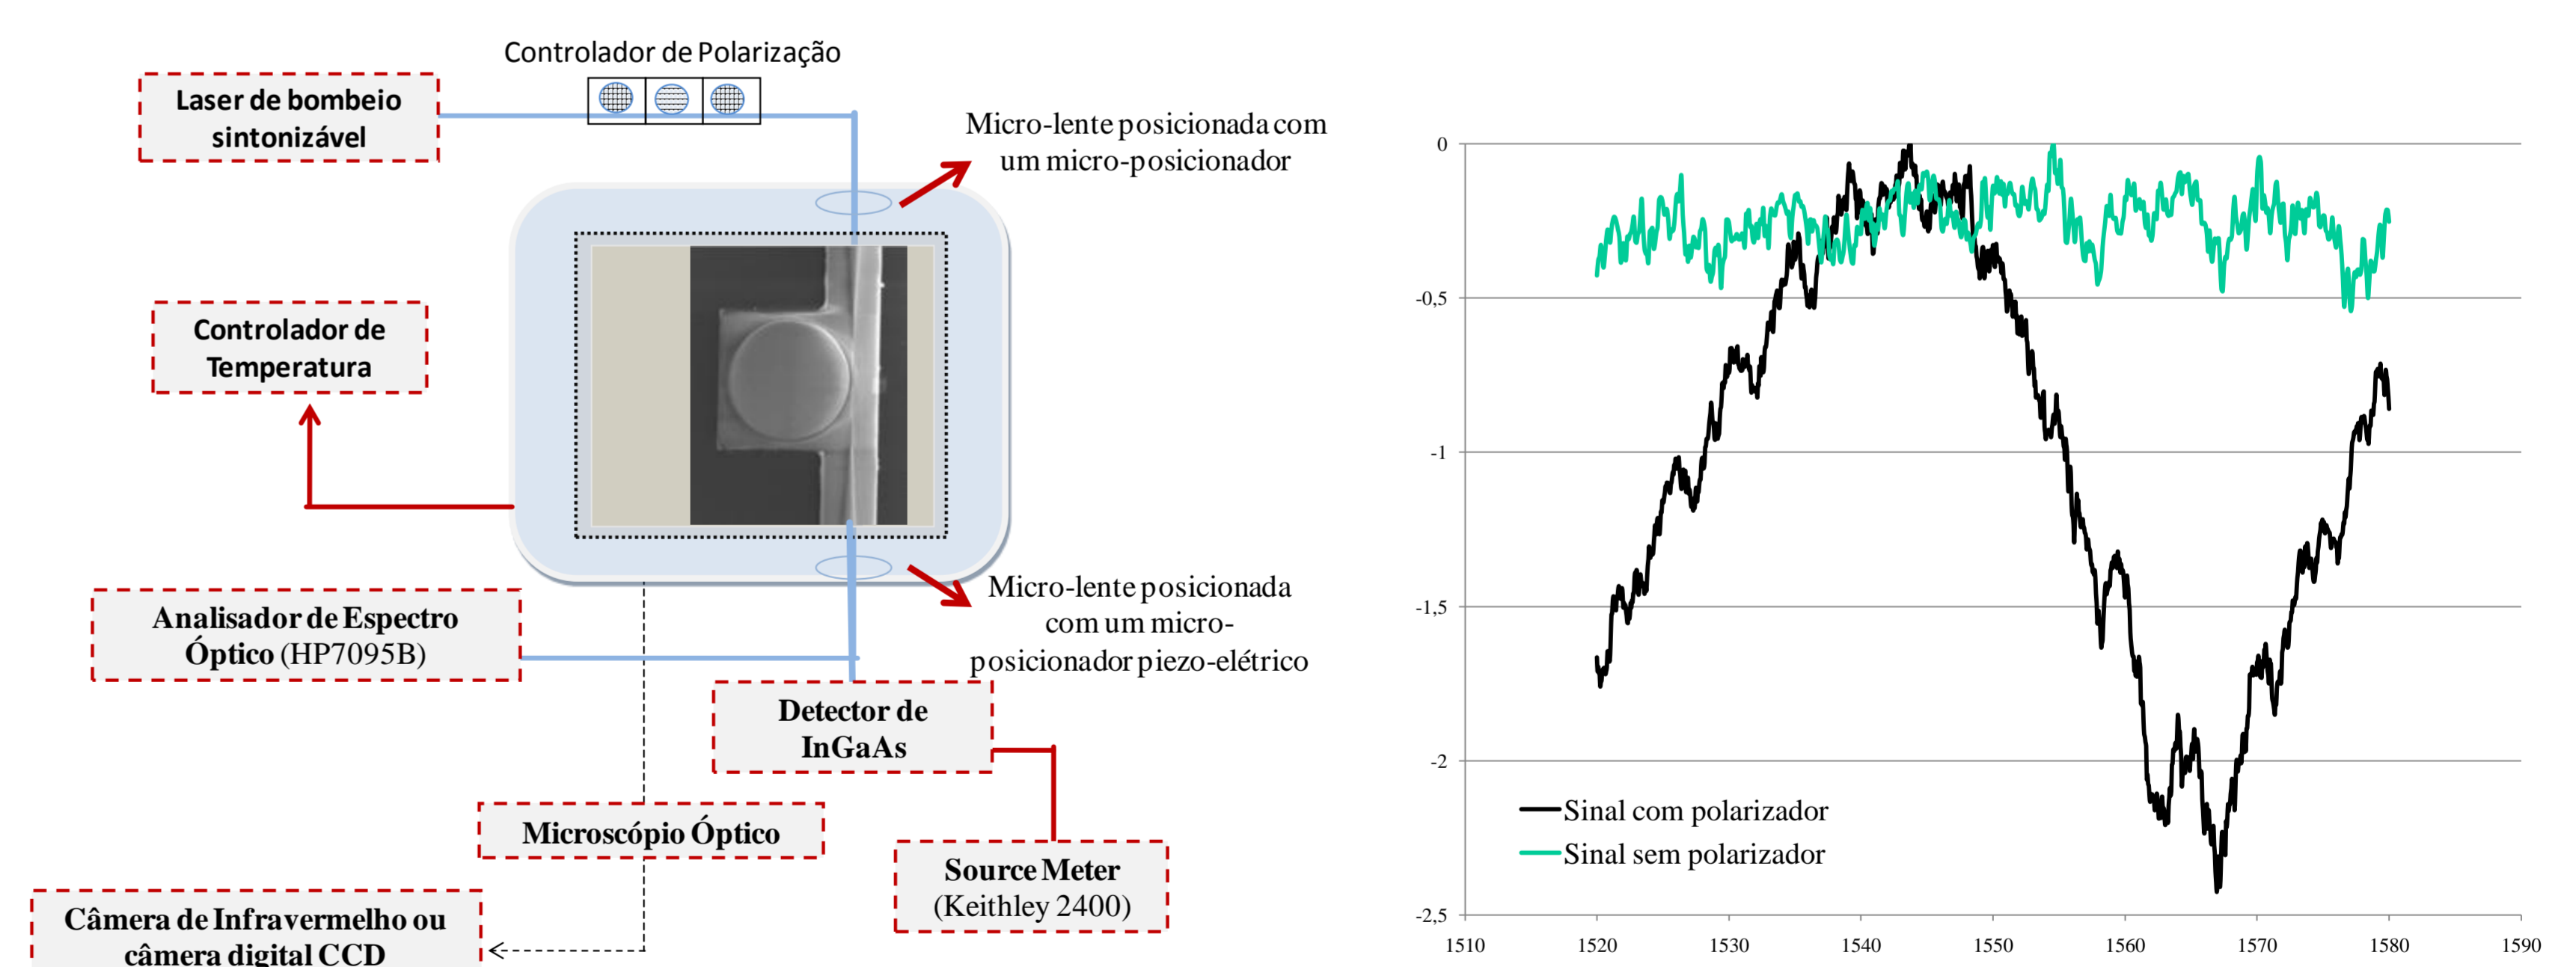 Controlador de Polarização
Laser de bombeio
sintonizável
Micro-lente posicionada com
um micro-posicionador
Controlador de
Temperatura
Analisador de Espectro
Óptico (HP7095B)
Micro-lente posicionada
com um micro-
posicionador piezo-elétrico
Detector de
InGaAs
Microscópio Óptico
Source Meter
(Keithley 2400)
Câmera de Infravermelho ou
câmera digital CCD
0
-0,5
-1
-1,5
-2
-2,5
Sinal com polarizador
Sinal sem polarizador
1510 1520 1530 1540 1550 1560 1570 1580 1590